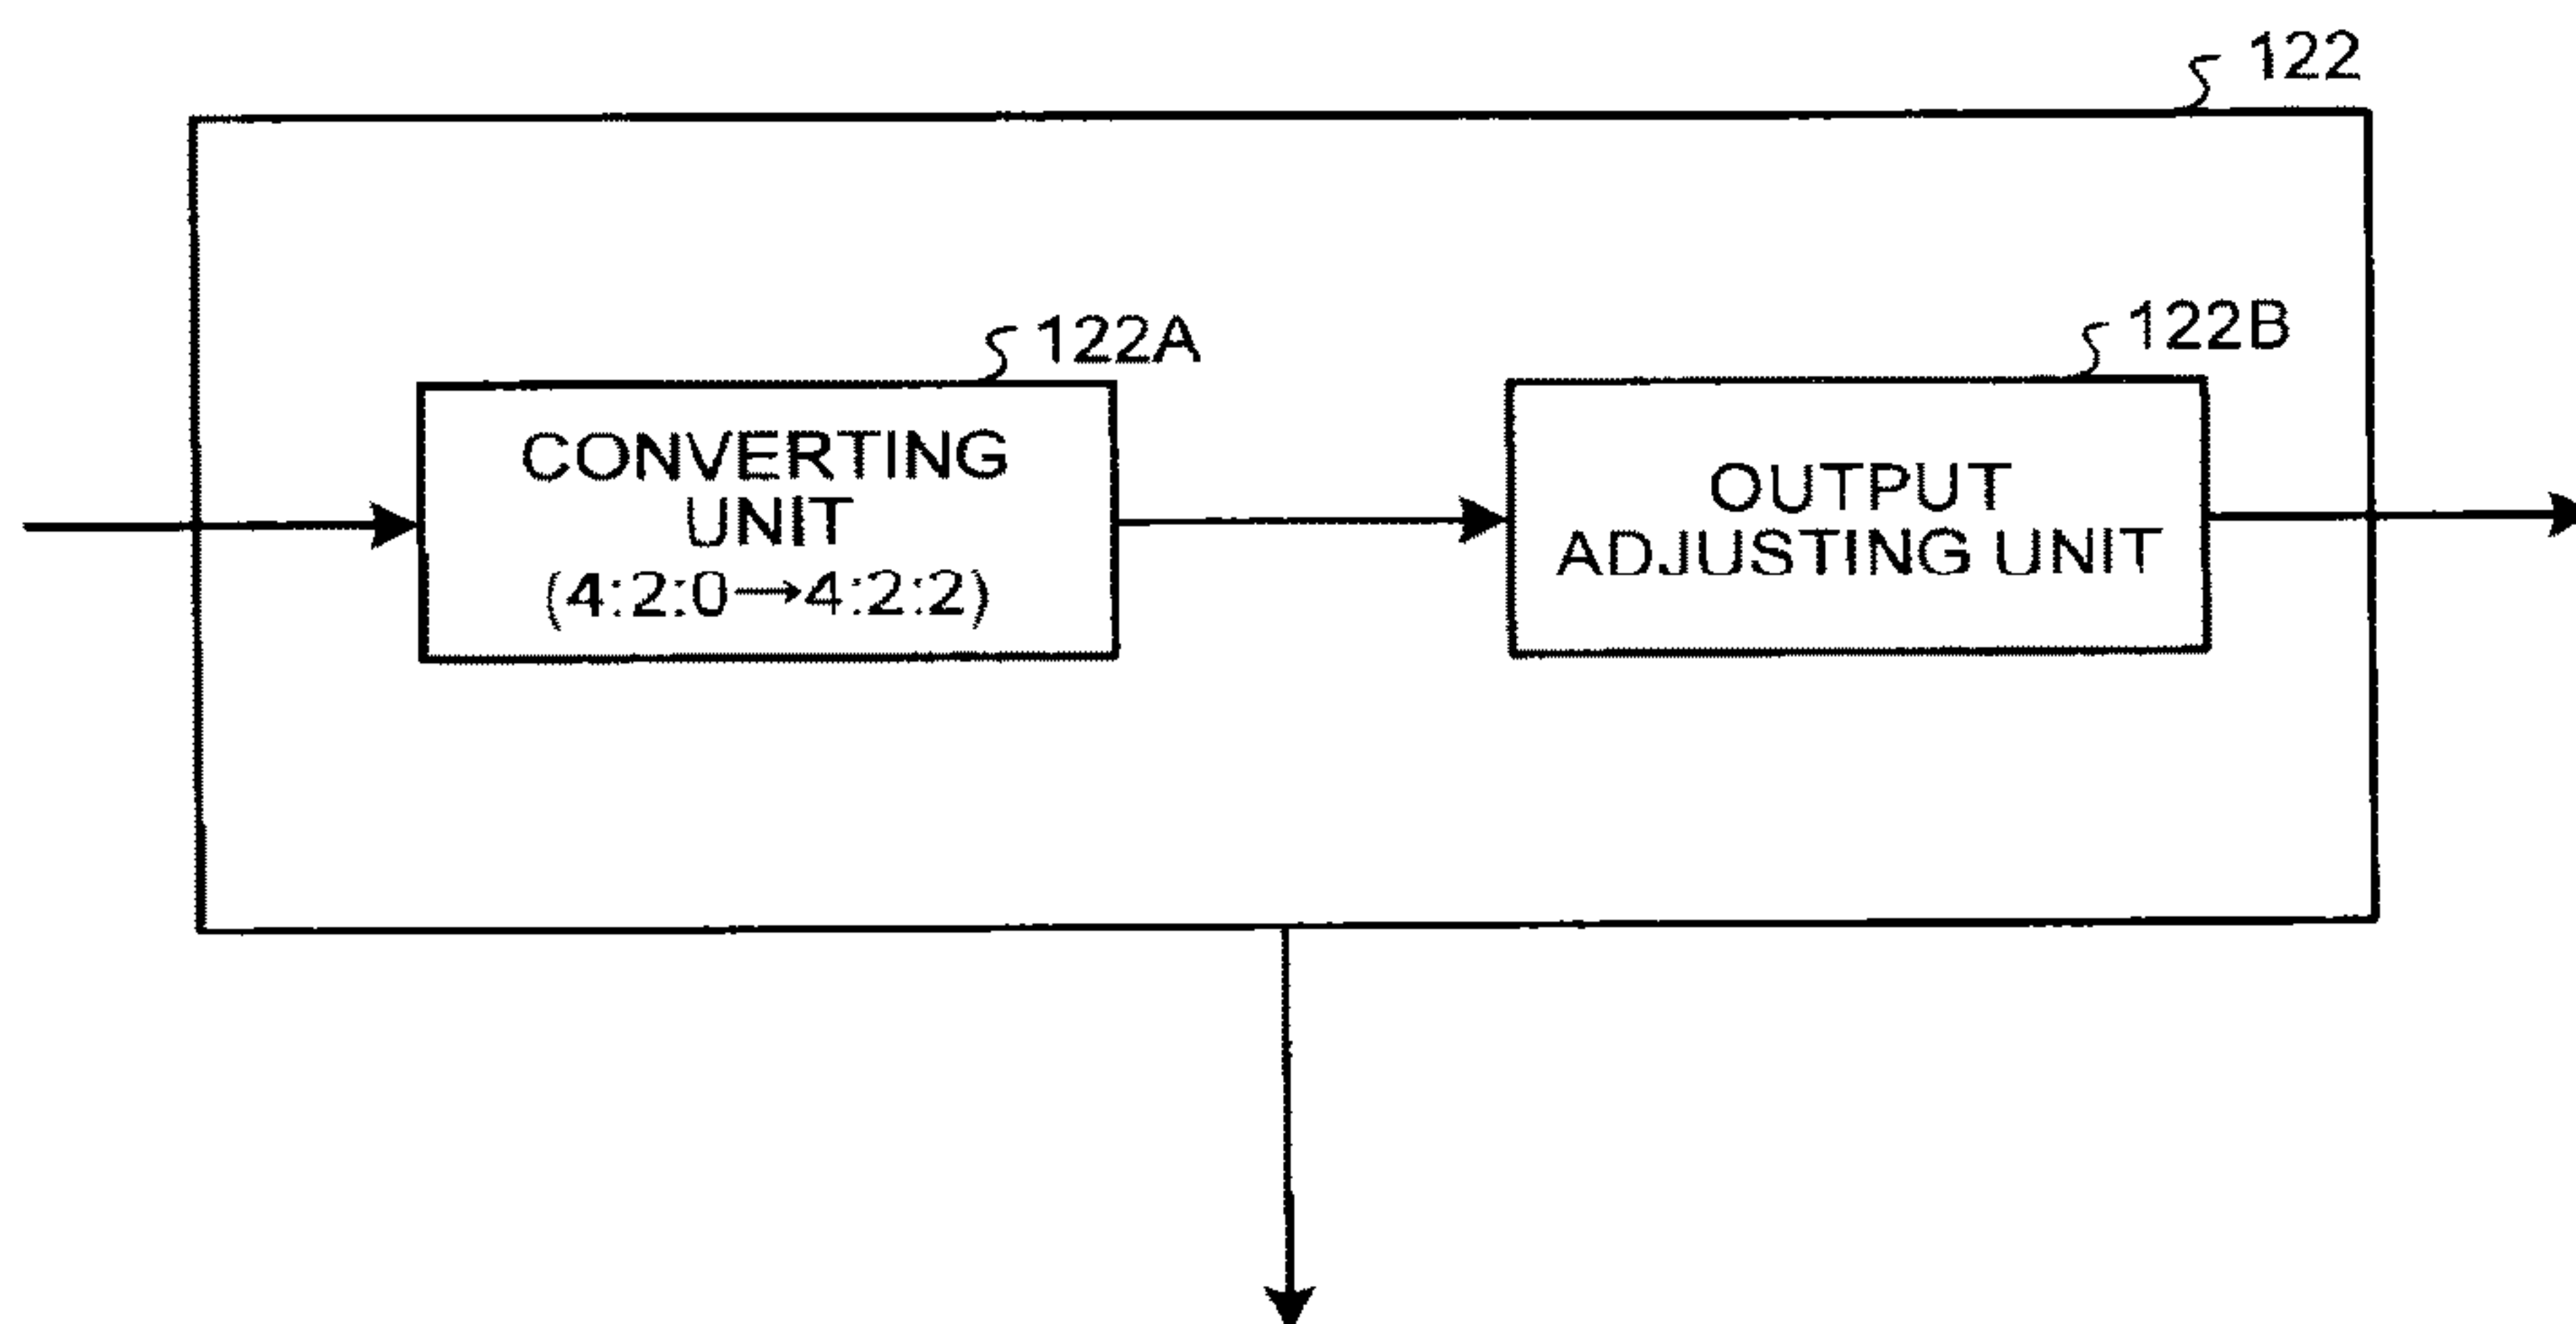 122
122A
122B
CONVERTING
UNIT
(4:2:0→4:2:2)
OUTPUT
ADJUSTING UNIT